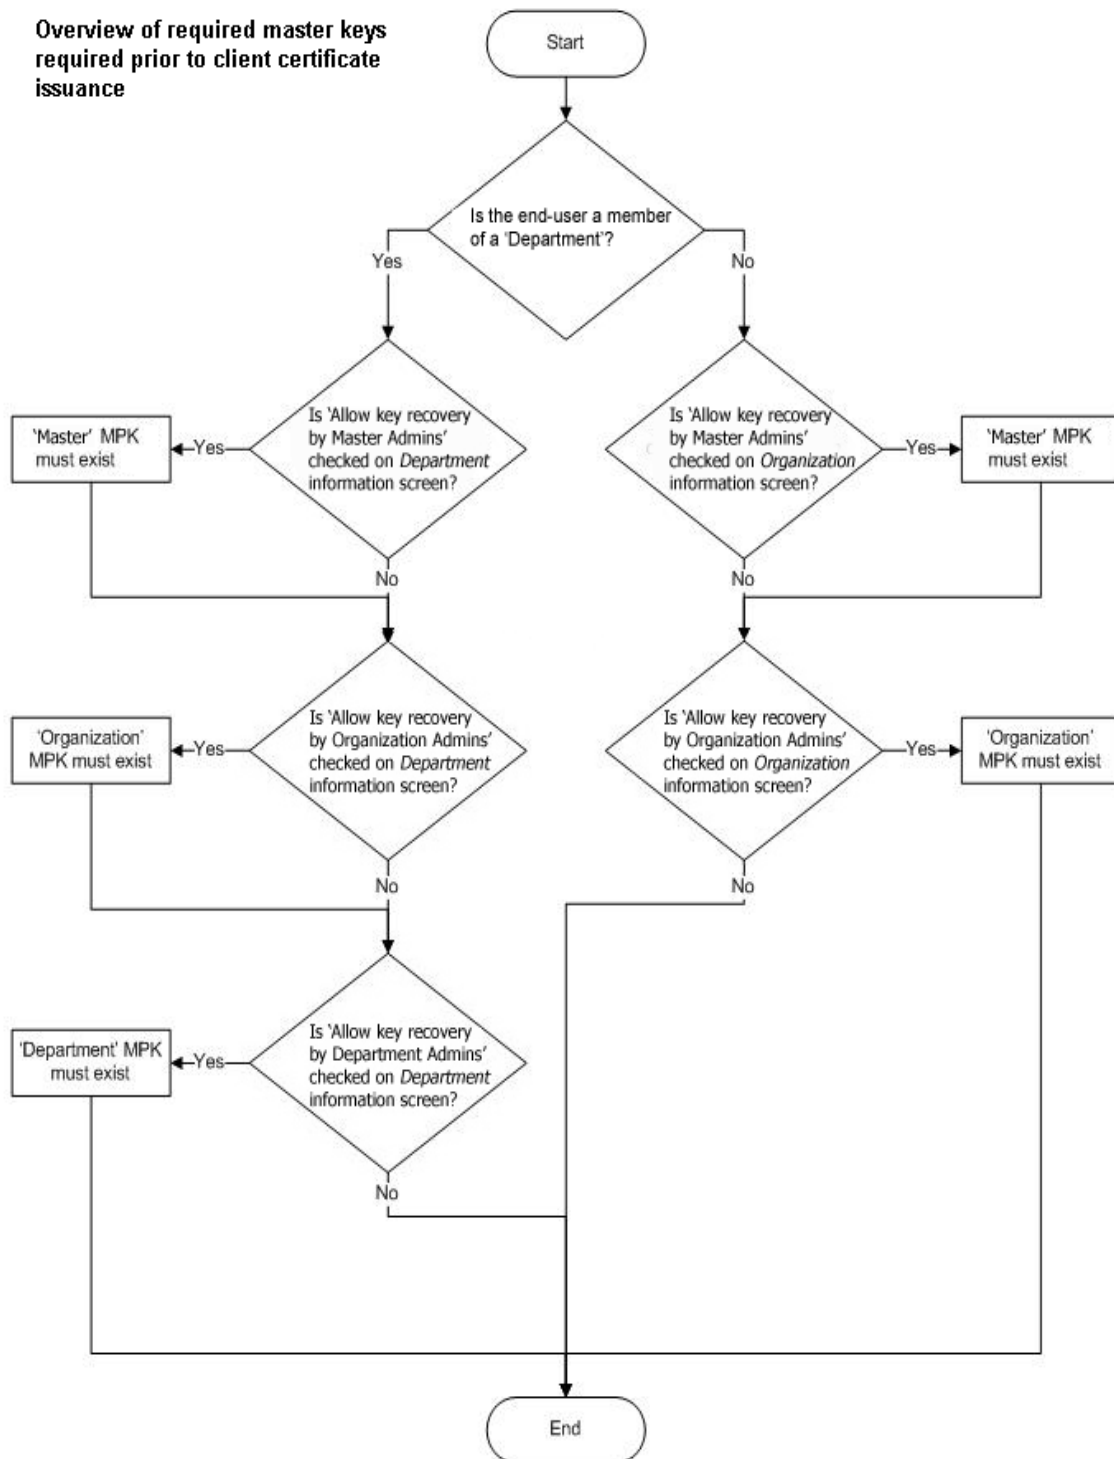 Overview of required master keys
required prior to client certificate
issuance
Start
Is the end-user a member
of a 'Department'?
Yes
No
Is 'Allow key recovery
by Master Admins'
checked on Department
information screen?
Yes
'Master' MPK
must exist
No
Is 'Allow key recovery
by Master Admins'
checked on Organization
information screen?
Yes
'Master' MPK
must exist
No
Is 'Allow key recovery
by Organization Admins'
checked on Department
information screen?
Yes
'Organization'
MPK must exist
No
Is 'Allow key recovery
by Organization Admins'
checked on Organization
information screen?
Yes
'Organization'
MPK must exist
No
Is 'Allow key recovery
by Department Admins'
checked on Department
information screen?
Yes
'Department' MPK
must exist
No
End